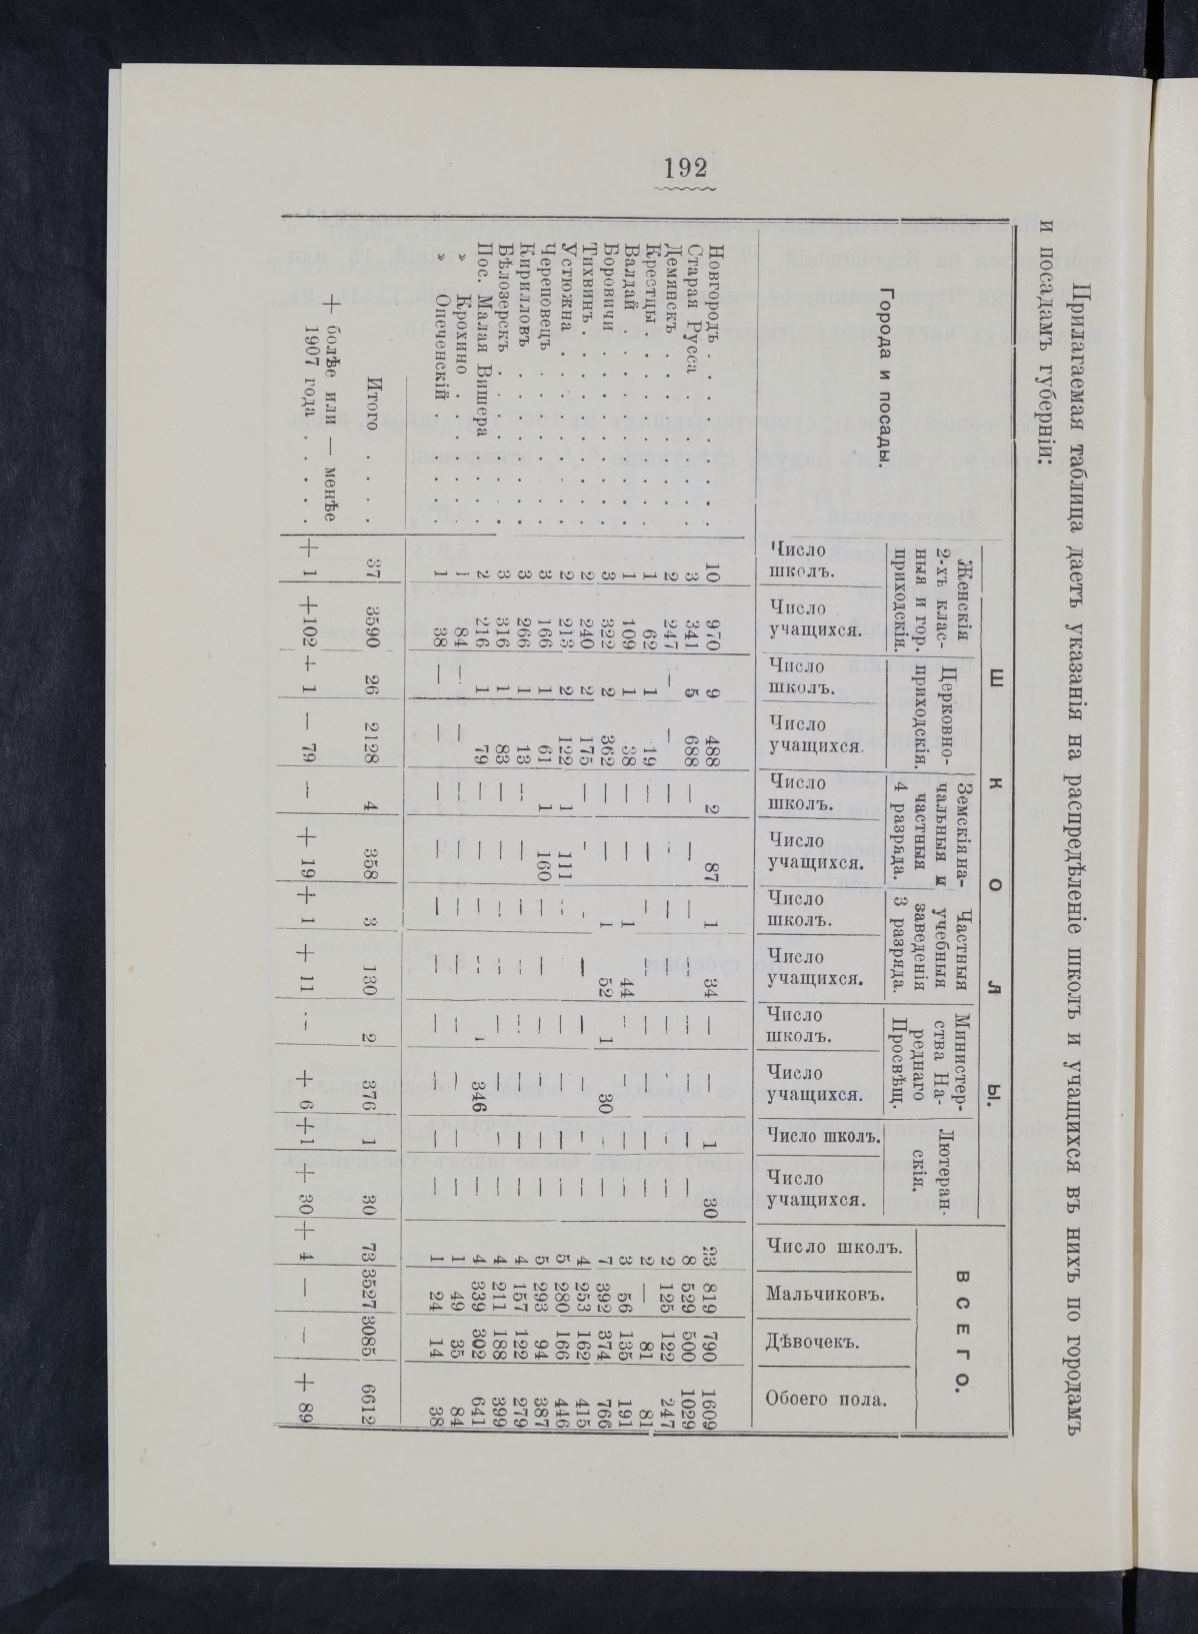 192
Прилагаемая таблица даетъ указанія на распредѣленіе школъ и учащихся въ нихъ по городамъ
и посадамъ губерніи:
Города и посады.
Ш К О Л Ы.
В С Е Г О.
Женскія 2-хъ клас-
ныя и гор.
приходскія.
Церковно-
приходскія.
Земскія на-
чальныя и
частныя
4 разряда.
Частныя
учебныя
заведенія
3 разряда.
Министер-
ства На-
реднаго
Просвѣщ.
Лютеран-
скія.
Число школъ. Число учащихся. Число школъ. Число учащихся. Число школъ. Число учащихся. Число школъ. Число учащихся. Число школъ. Число учащихся. Число школъ. Число учащихся. Число школъ. Мальчиковъ. Дѣвочекъ. Обоего пола.
Новгородъ 10 970 9 488 2 87 1 34 — — 1 30 23 819 790 1609
Старая Русса 3 341 5 688 — — — — — — — — 8 529 500 1029
Демянскъ 2 247 — — — — — — — — — — 2 125 122 247
Крестцы 1 62 1 19 — — — — — — — — 2 — 81 81
Валдай 1 109 1 38 — — 1 44 — — — — 3 56 135 191
Боровичи 3 322 2 362 — — 1 52 1 30 — — 7 392 374 766
Тихвинъ 2 240 2 175 — — — — — — — — 4 253 162 415
Устюжна 2 213 2 122 1 111 — — — — — — 5 280 166 446
Череповецъ 3 166 1 61 1 160 — — — — — — 5 293 94 387
Кирилловъ 3 266 1 13 — — — — — — — — 4 157 122 279
Бѣлозерскъ 3 316 1 83 — — — — — — — — 4 211 188 399
Пос. Малая Вишера 2 216 1 79 — — — — 1 346 — — 4 339 302 641
» Крохино 1 84 — — — — — — — — — — 1 49 35 84
» Опеченскій 1 38 — — — — — — — — — — 1 24 14 38
Итого 37 3590 26 2128 4 358 3 130 2 376 1 30 73 3527 3085 6612
+ болѣе или — менѣе
1907 года + 1 +102 + 1 — 79 — + 19 + 1 + 11 — + 6 +1 + 30 + 4 — — + 89